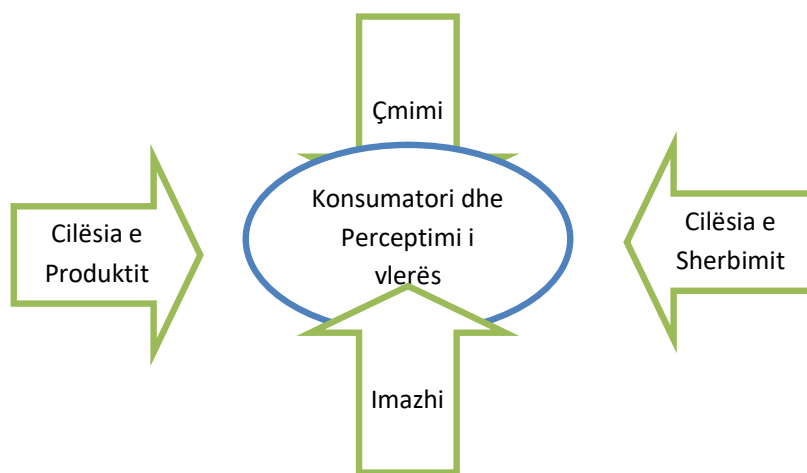 Çmimi
Konsumatori dhe
Perceptimi i
vlerës
Cilësia e
Produktit
Cilësia e
Sherbimit
Imazhi